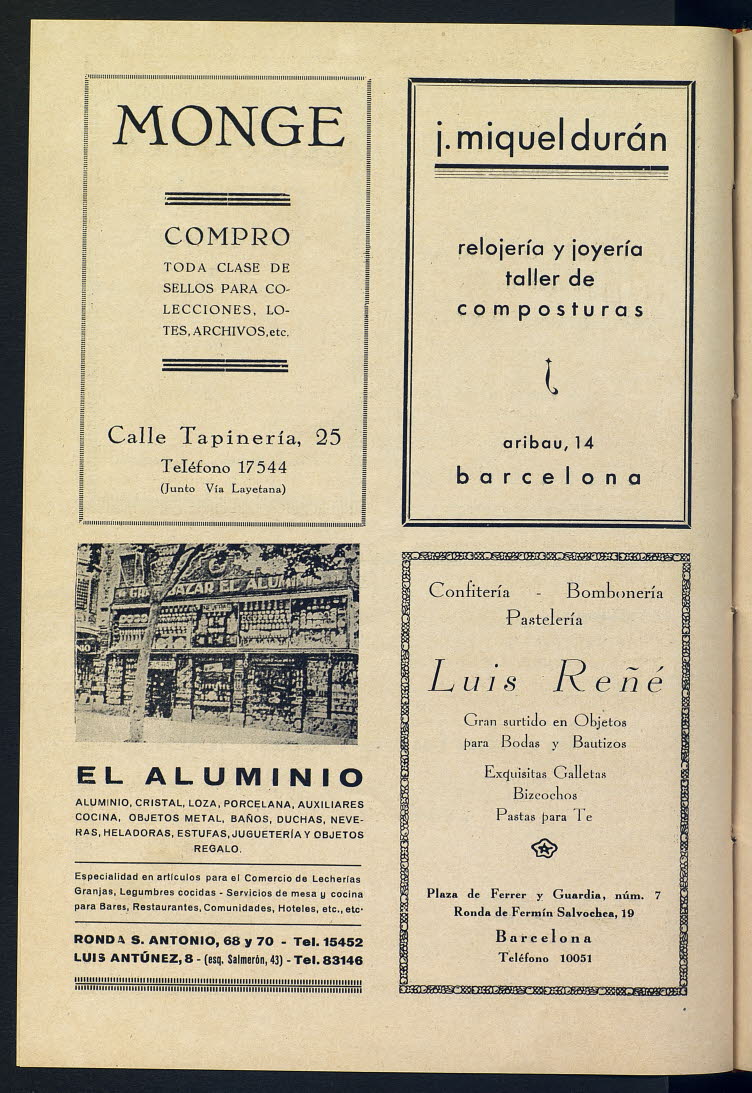 MONGE
COMPRO
TODA CLASE DE
SELLOS PARA CO-
LECCIONES, LO-
TES, ARCHIVOS, etc.
Calle Tapinería, 25
Teléfono 17544
(Junto Vía Layetana)
j. miquel durán
relojería y joyería
taller de
composturas
aribau, 14
barcelona
BAZAR EL ALUMINIO
EL ALUMINIO
ALUMINIO, CRISTAL, LOZA, PORCELANA, AUXILIARES
COCINA, OBJETOS METAL, BAÑOS, DUCHAS, NEVE-
RAS, HELADORAS, ESTUFAS, JUGUETERÍA Y OBJETOS
REGALO.
Especialidad en artículos para el Comercio de Lecherías
Granjas, Legumbres cocidas - Servicios de mesa y cocina
para Bares, Restaurantes, Comunidades, Hoteles, etc., etc.
RONDA S. ANTONIO, 68 y 70 - Tel. 15452
LUIS ANTÚNEZ, 8 - (esq. Salmerón, 43) - Tel. 83146
Confitería - Bombonería
Pastelería
Luis Reñé
Gran surtido en Objetos
para Bodas y Bautizos
Exquisitas Galletas
Bizcochos
Pastas para Te
Plaza de Ferrer y Guardia, núm. 7
Ronda de Fermín Salvochea, 19
Barcelona
Teléfono 10051